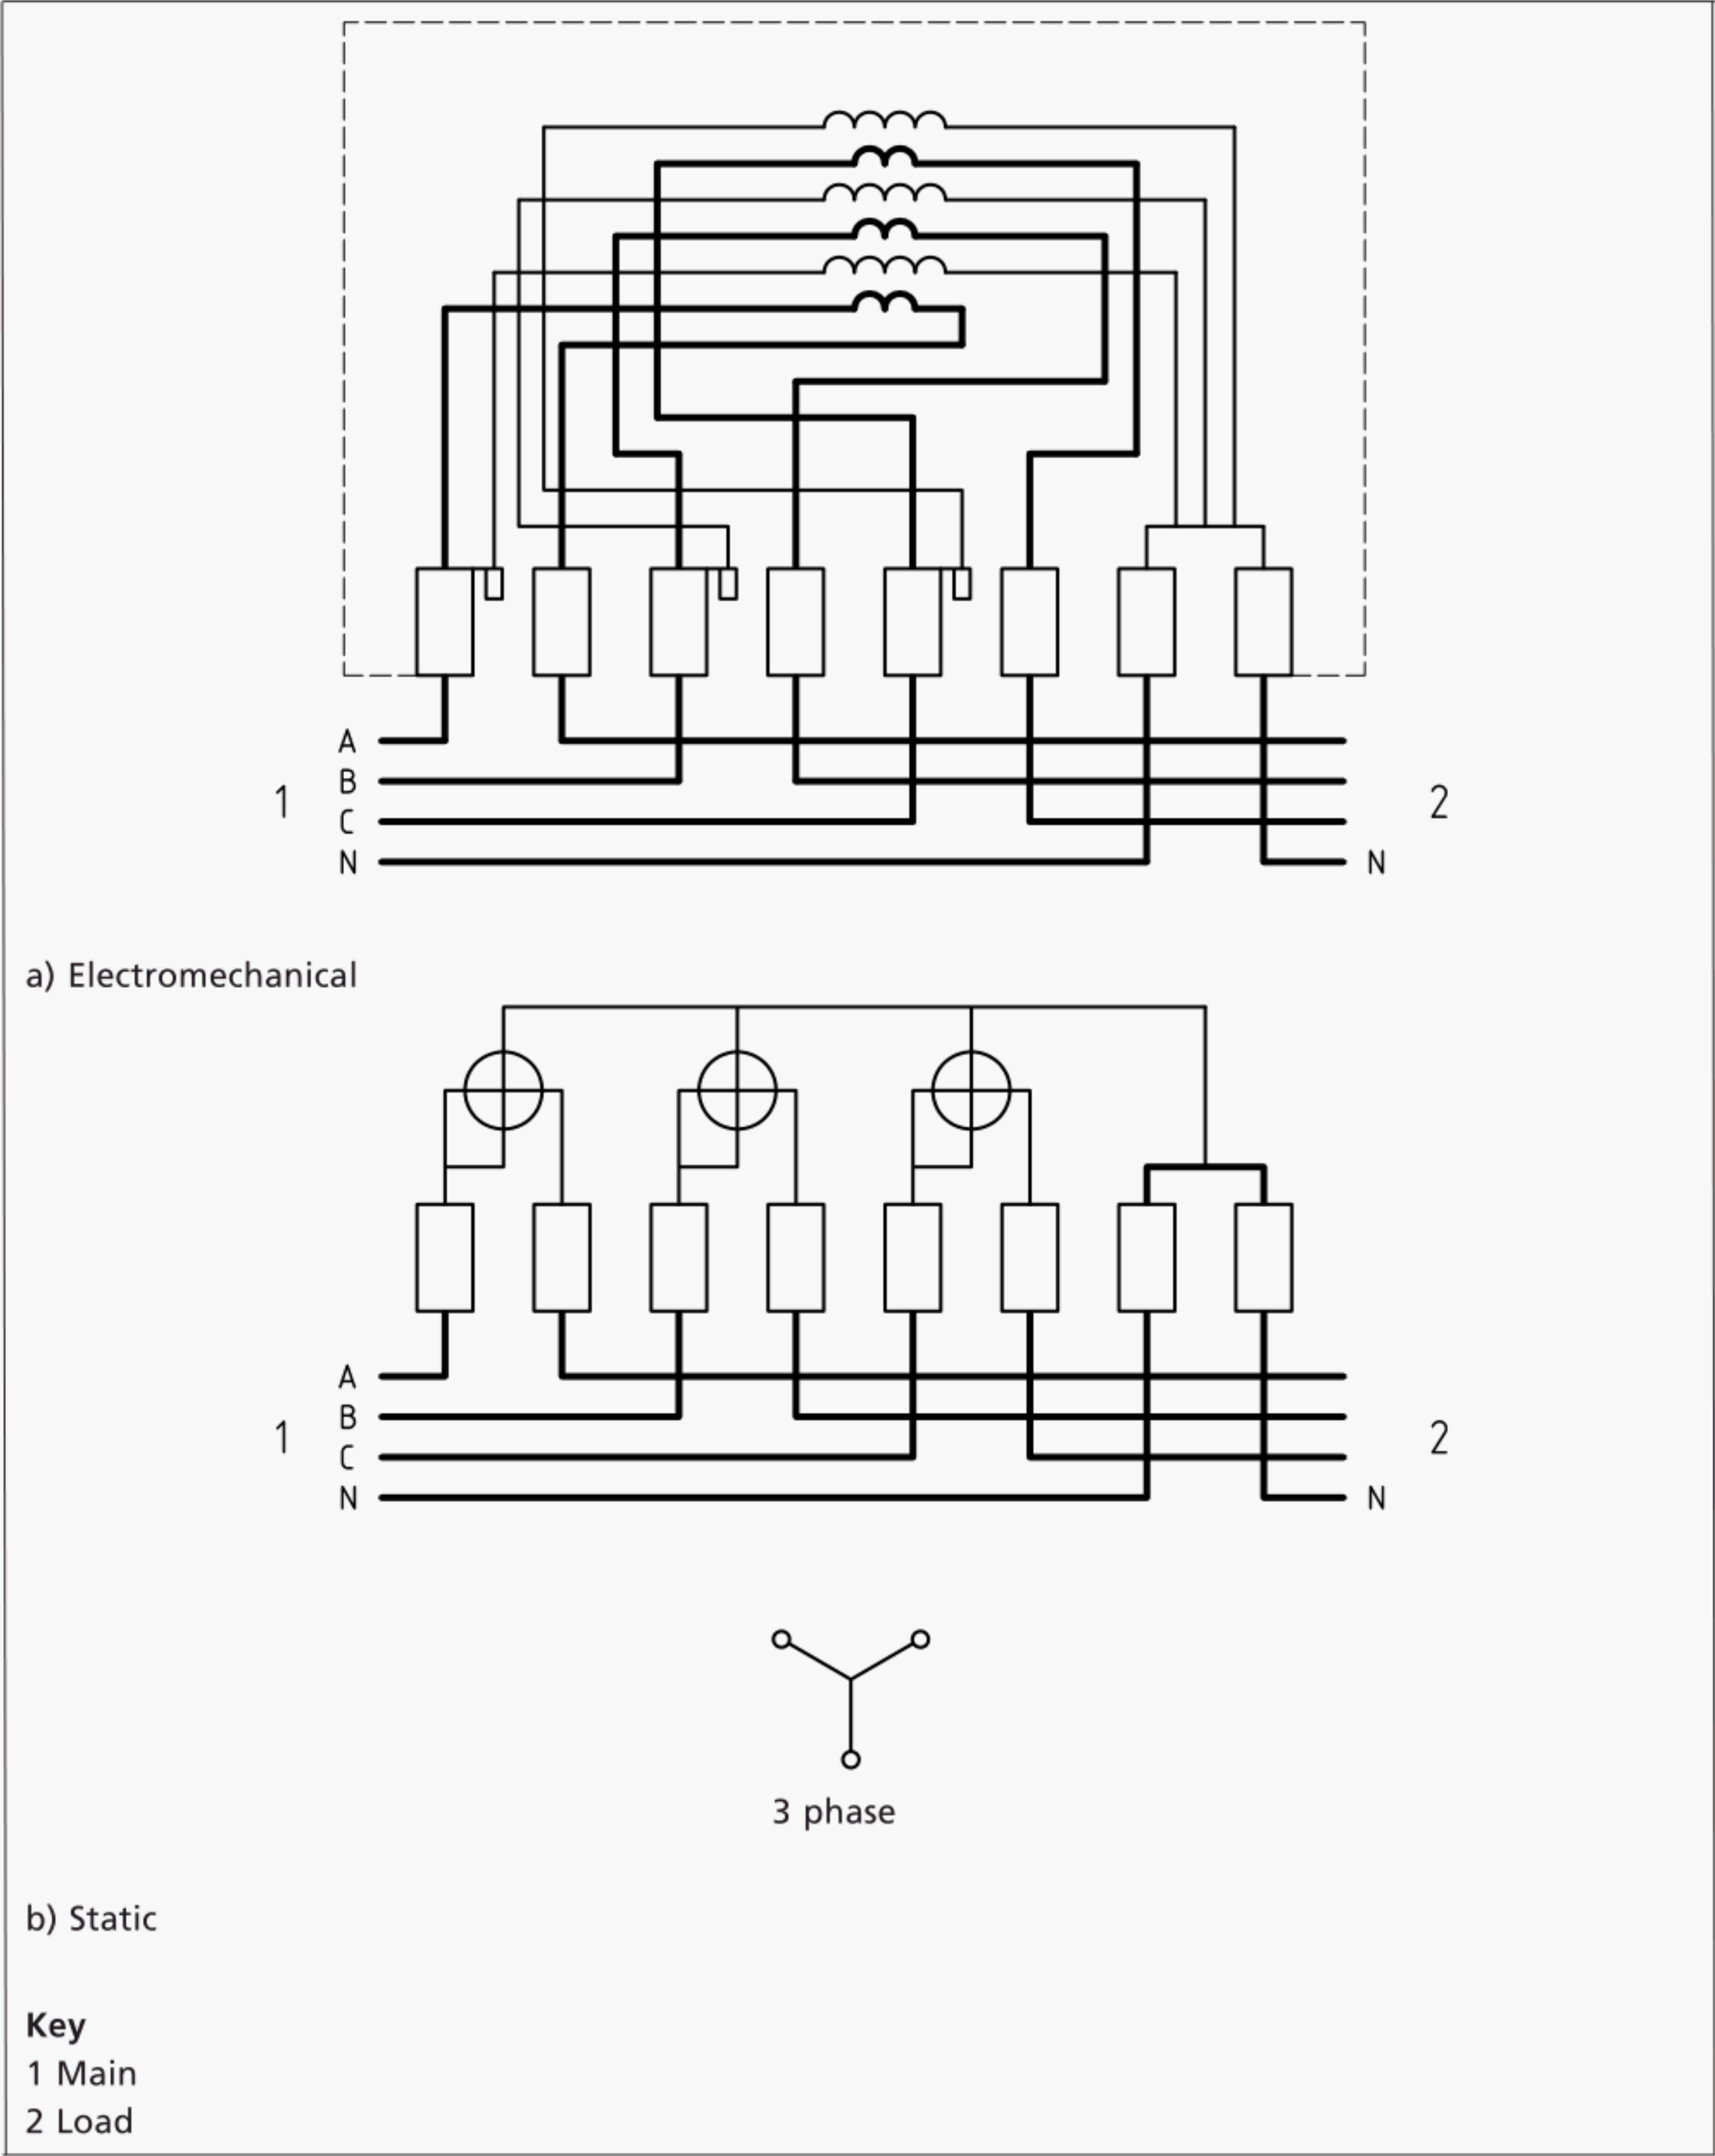 A
B
1
2
C
N
N
a) Electromechanical
A
B
1
2
C
N
N
3 phase
b) Static
Key
1 Main
2 Load